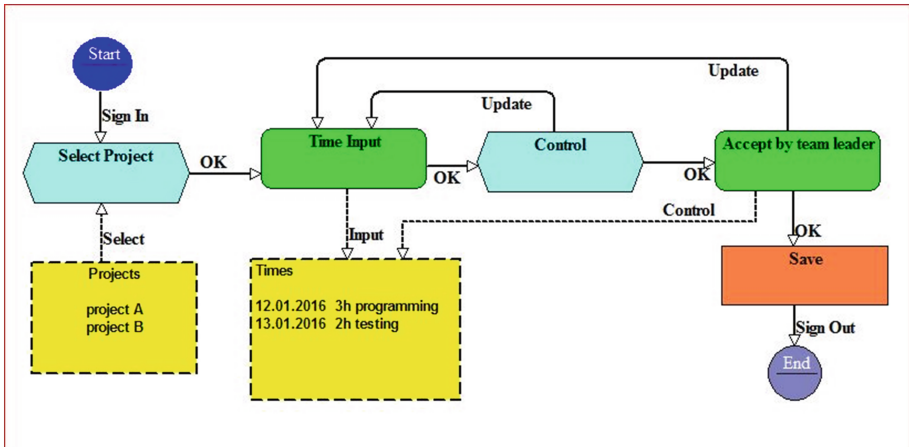 Start
Sign In
Select Project
OK
Select
Projects
project A
project B
Time Input
OK
Input
Times
12.01.2016 3h programming
13.01.2016 2h testing
Update
Control
OK
Update
Accept by team leader
Control
OK
Save
Sign Out
End